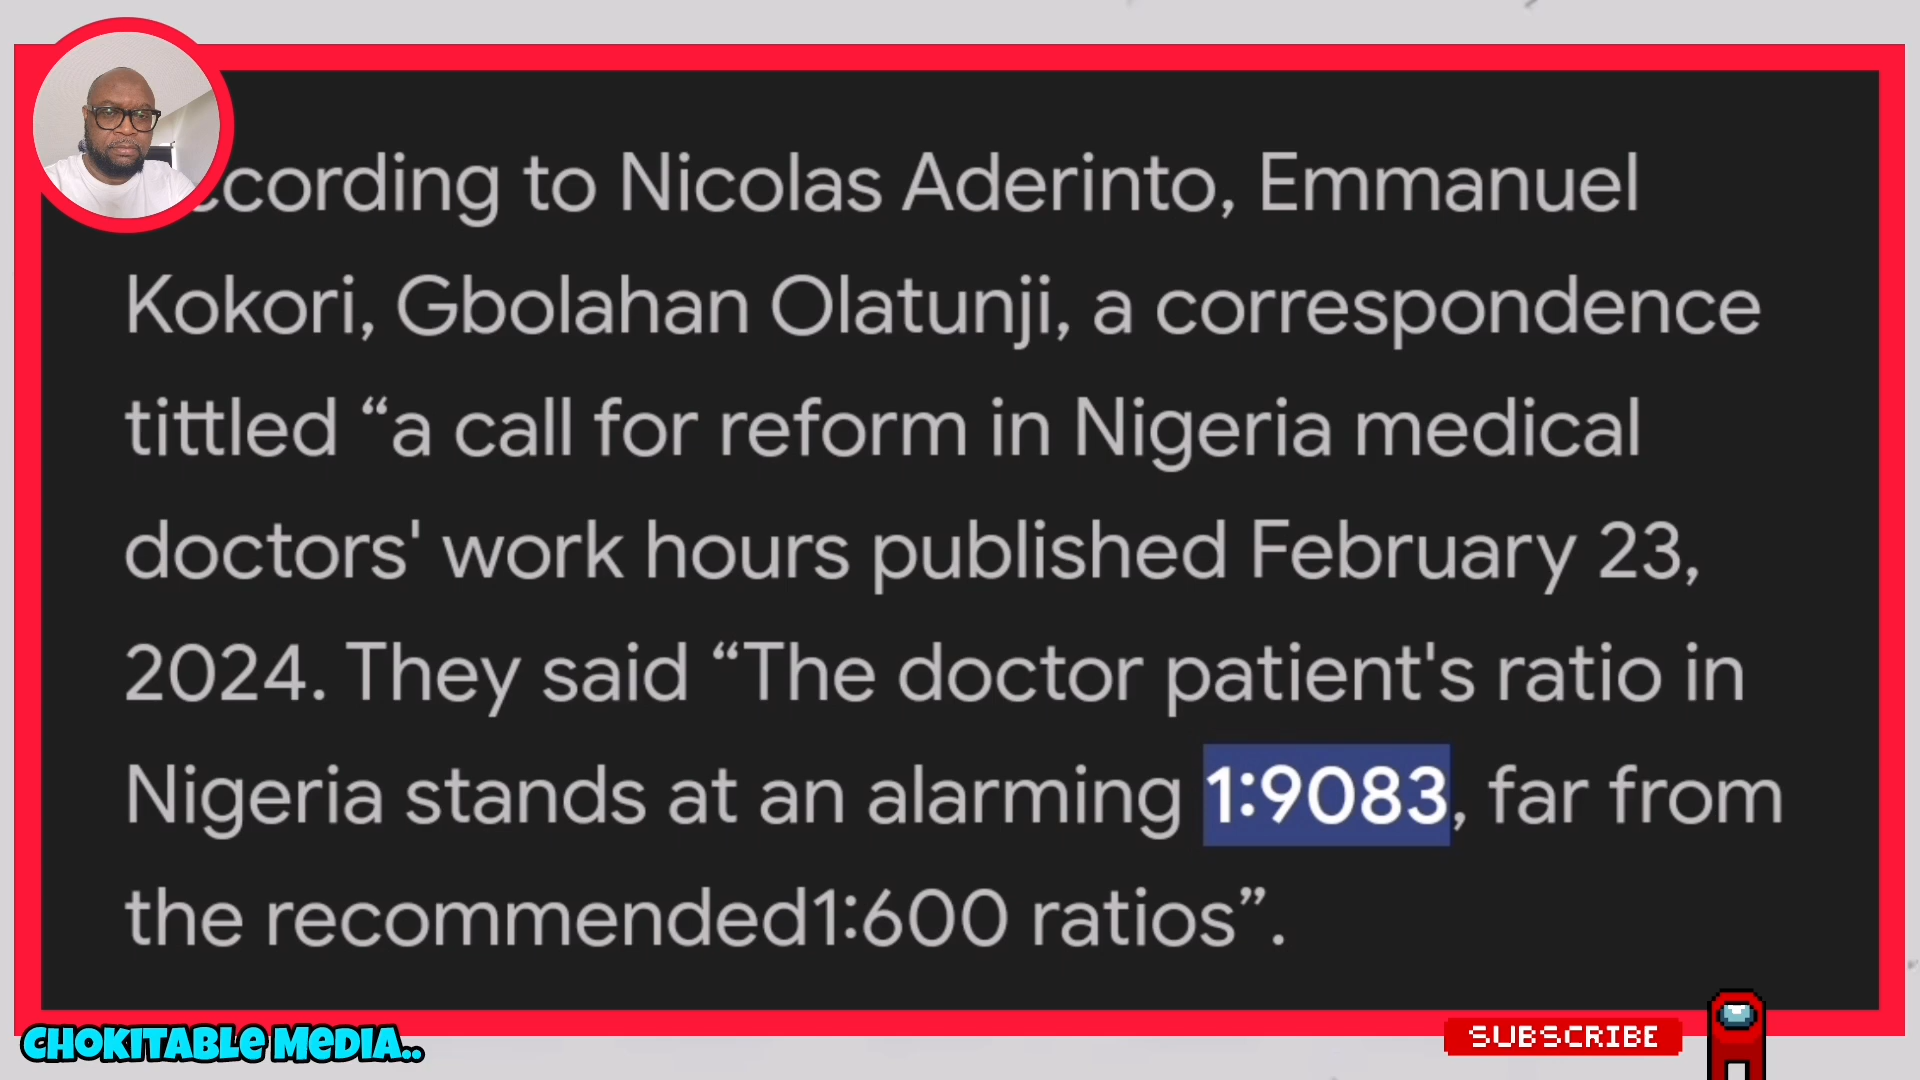 ccording to Nicolas Aderinto, Emmanuel
Kokori, Gbolahan Olatunji, a correspondence
tittled “a call for reform in Nigeria medical
doctors' work hours published February 23,
2024. They said “The doctor patient's ratio in
Nigeria stands at an alarming 1:9083, far from
the recommended1:600 ratios”.
CHOKITABLE MEDIA..
SUBSCRIBE